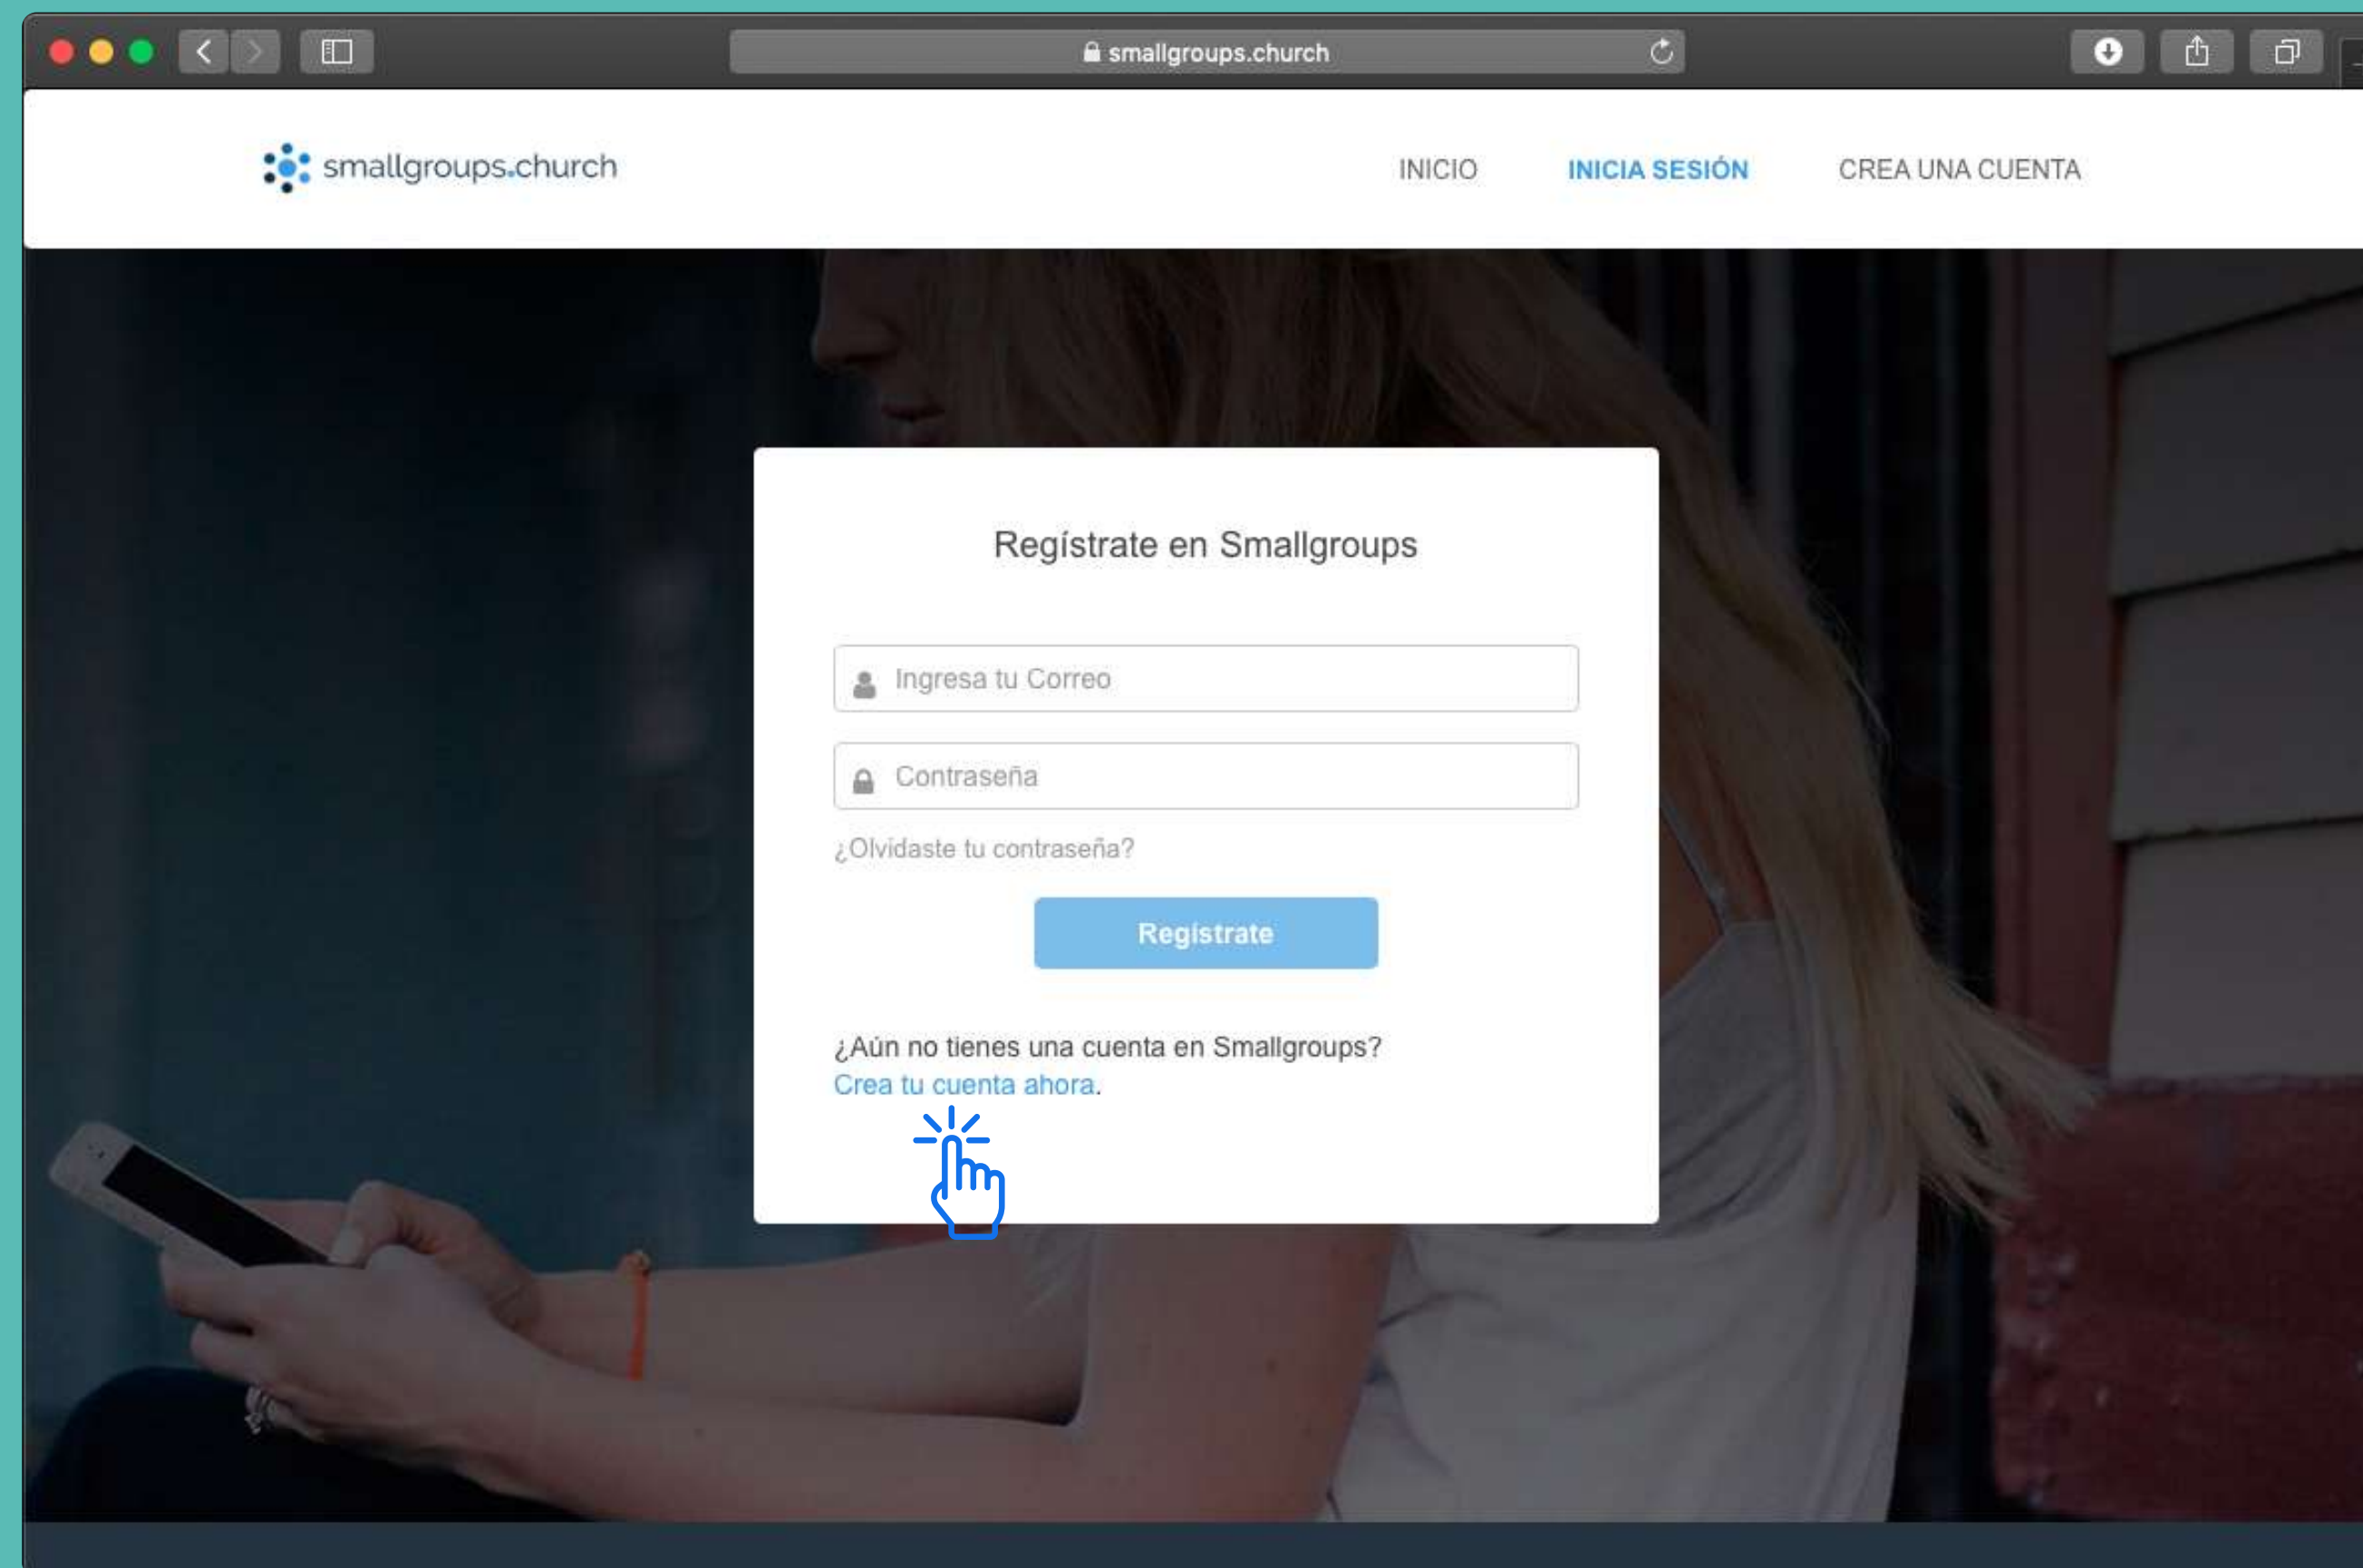 smallgroups.church
smallgroups.church
INICIO INICIA SESIÓN CREA UNA CUENTA
Regístrate en Smallgroups
Ingresa tu Correo
Contraseña
¿Olvidaste tu contraseña?
Regístrate
¿Aún no tienes una cuenta en Smallgroups?
Crea tu cuenta ahora.